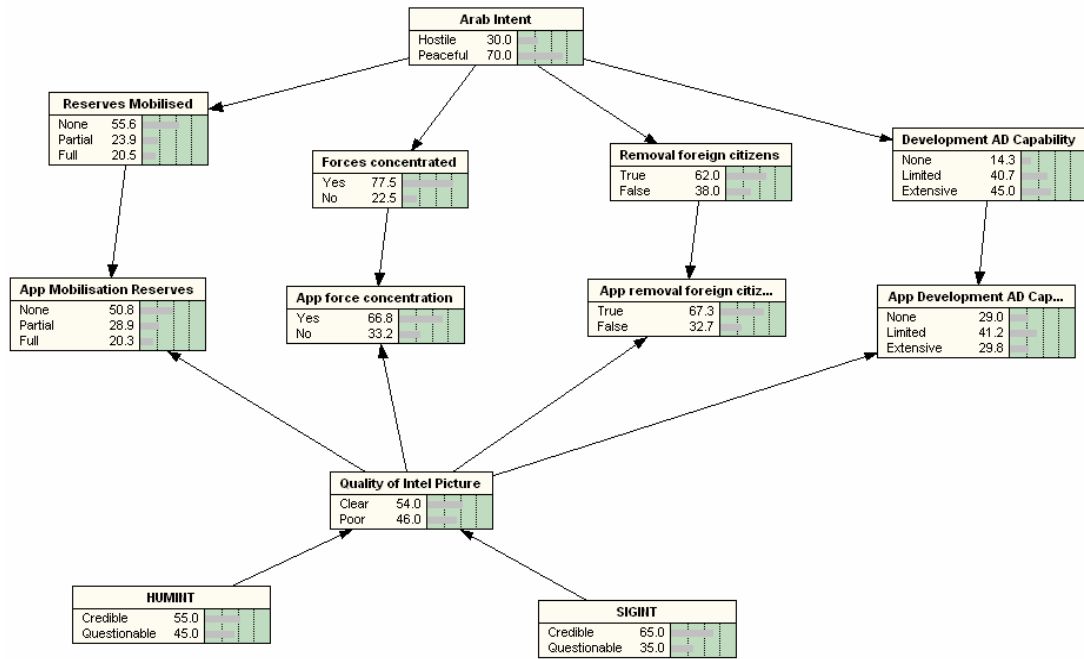 Arab Intent
Hostile 30.0
Peaceful 70.0
Reserves Mobilised
None 55.6
Partial 23.9
Full 20.5
Forces concentrated
Yes 77.5
No 22.5
Removal foreign citizens
True 62.0
False 38.0
Development AD Capability
None 14.3
Limited 40.7
Extensive 45.0
App Mobilisation Reserves
None 50.8
Partial 28.9
Full 20.3
App force concentration
Yes 66.8
No 33.2
App removal foreign citiz...
True 67.3
False 32.7
App Development AD Cap...
None 29.0
Limited 41.2
Extensive 29.8
Quality of Intel Picture
Clear 54.0
Poor 46.0
HUMINT
Credible 55.0
Questionable 45.0
SIGINT
Credible 65.0
Questionable 35.0